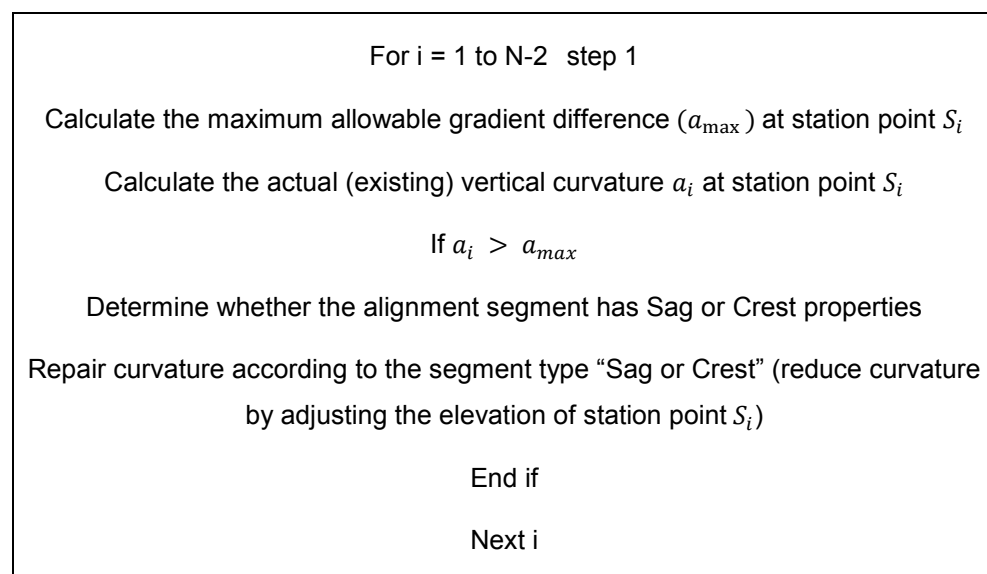 For i = 1 to N-2 step 1
Calculate the maximum allowable gradient difference (a_max) at station point S_i
Calculate the actual (existing) vertical curvature a_i at station point S_i
If a_i > a_max
Determine whether the alignment segment has Sag or Crest properties
Repair curvature according to the segment type “Sag or Crest” (reduce curvature
by adjusting the elevation of station point S_i)
End if
Next i